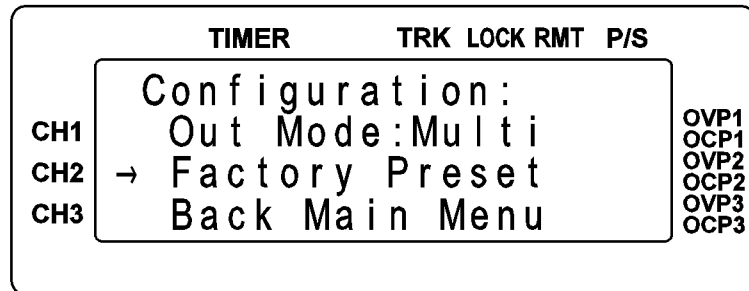 TIMER TRK LOCK RMT P/S
Configuration:
CH1 Out Mode:Multi OVP1
OCP1
CH2 → Factory Preset OVP2
OCP2
CH3 Back Main Menu OVP3
OCP3